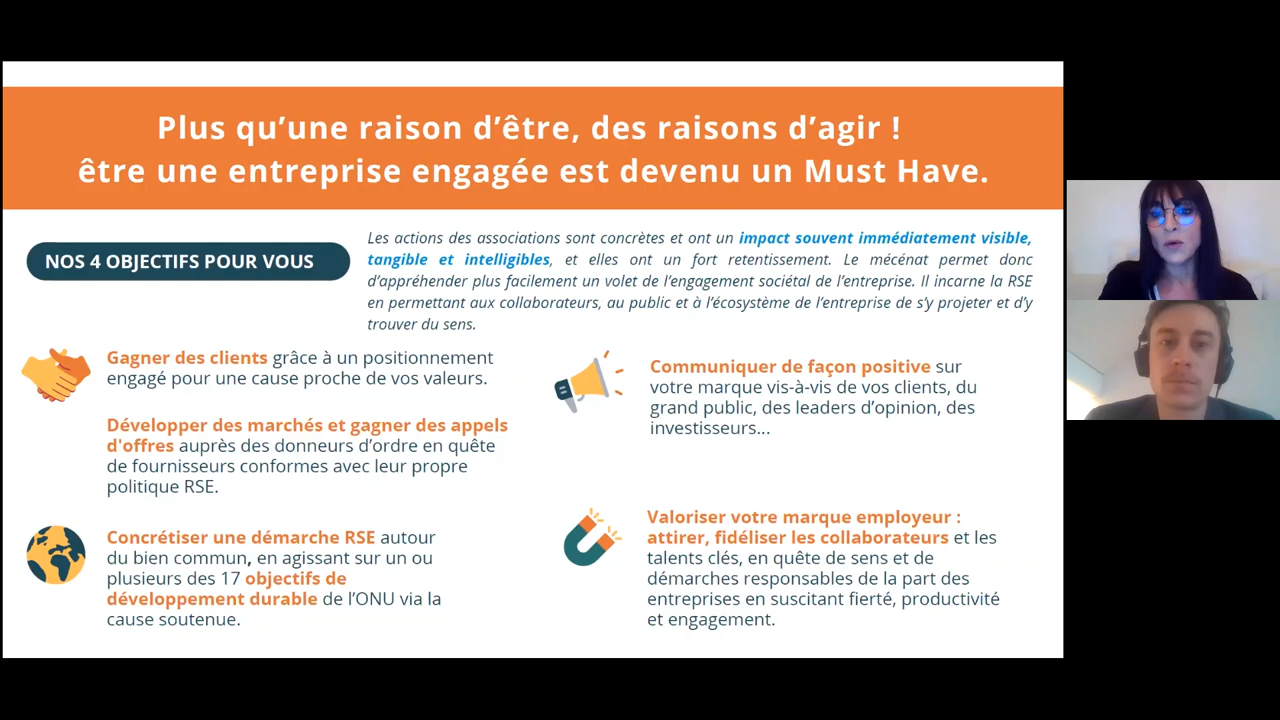 Plus qu’une raison d’être, des raisons d’agir !
être une entreprise engagée est devenu un Must Have.
NOS 4 OBJECTIFS POUR VOUS
Les actions des associations sont concrètes et ont un impact souvent immédiatement visible,
tangible et intelligibles, et elles ont un fort retentissement. Le mécénat permet donc
d’appréhender plus facilement un volet de l’engagement sociétal de l’entreprise. Il incarne la RSE
en permettant aux collaborateurs, au public et à l’écosystème de l’entreprise de s’y projeter et d’y
trouver du sens.
Gagner des clients grâce à un positionnement
engagé pour une cause proche de vos valeurs.
Développer des marchés et gagner des appels
d'offres auprès des donneurs d’ordre en quête
de fournisseurs conformes avec leur propre
politique RSE.
Communiquer de façon positive sur
votre marque vis-à-vis de vos clients, du
grand public, des leaders d’opinion, des
investisseurs...
Concrétiser une démarche RSE autour
du bien commun, en agissant sur un ou
plusieurs des 17 objectifs de
développement durable de l’ONU via la
cause soutenue.
Valoriser votre marque employeur :
attirer, fidéliser les collaborateurs et les
talents clés, en quête de sens et de
démarches responsables de la part des
entreprises en suscitant fierté, productivité
et engagement.